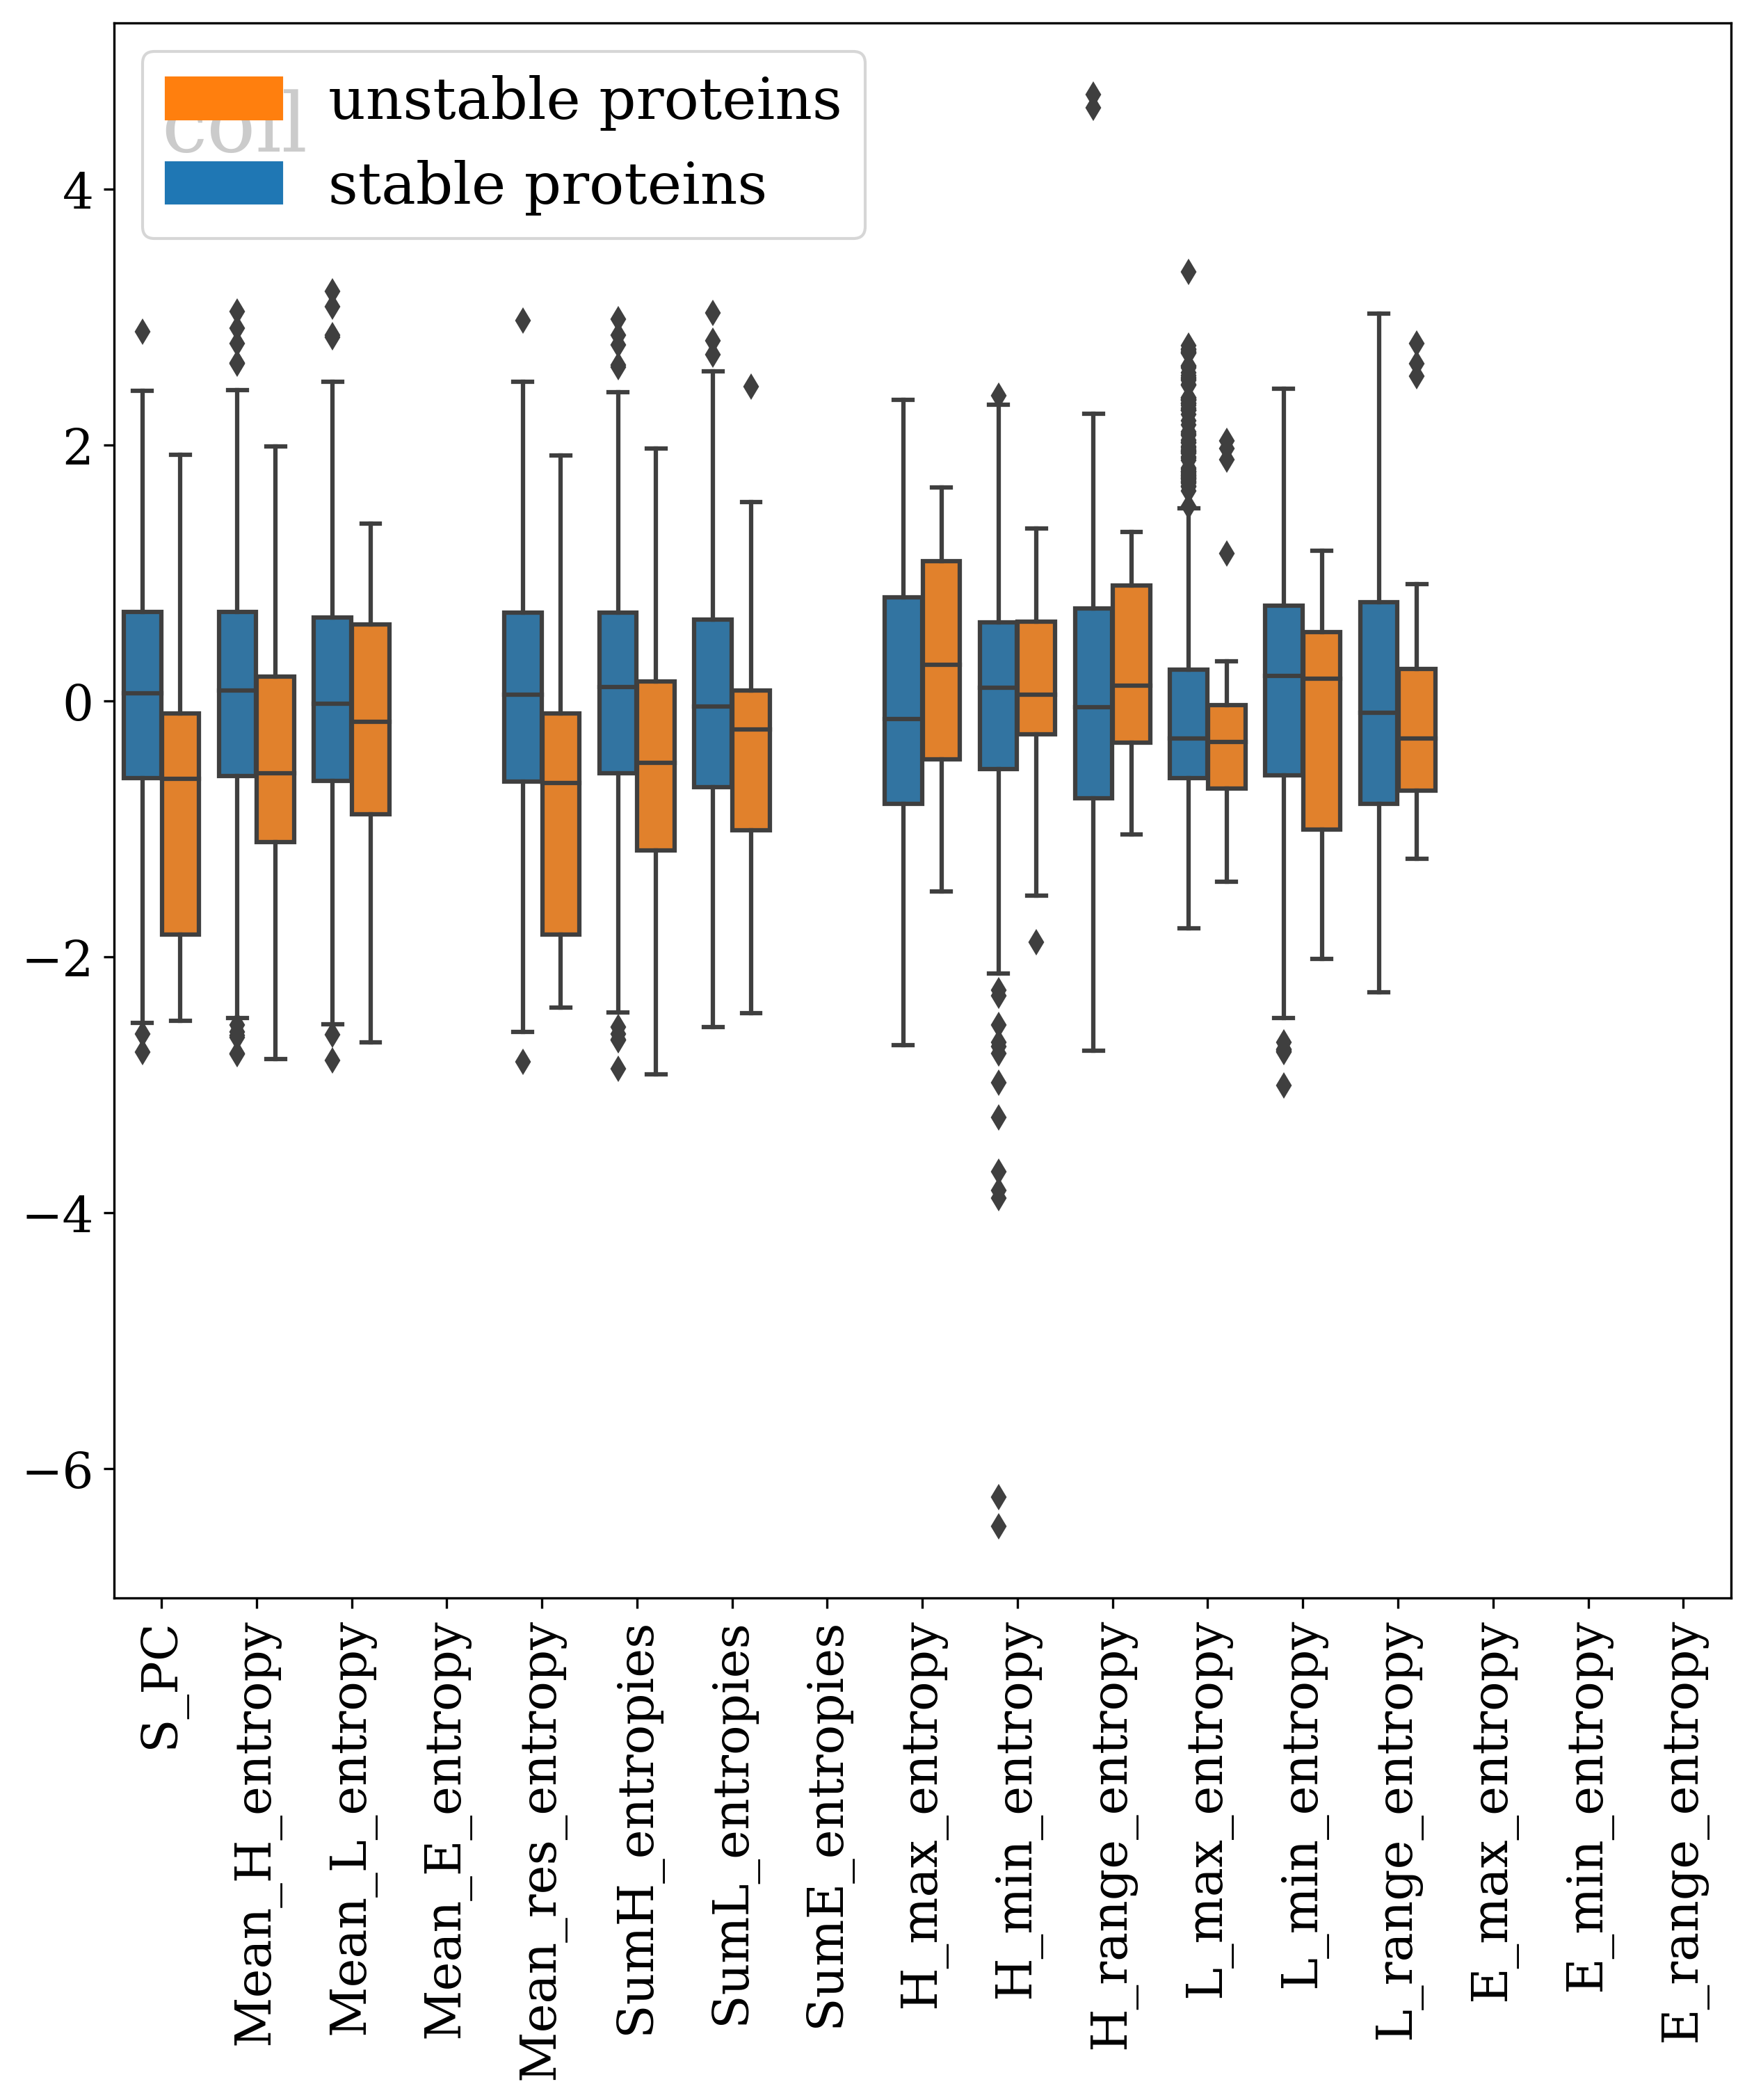 coil
unstable proteins
stable proteins
4
2
0
−2
−4
−6
S_PC
Mean_H_entropy
Mean_L_entropy
Mean_E_entropy
Mean_res_entropy
SumH_entropies
SumL_entropies
SumE_entropies
H_max_entropy
H_min_entropy
H_range_entropy
L_max_entropy
L_min_entropy
L_range_entropy
E_max_entropy
E_min_entropy
E_range_entropy